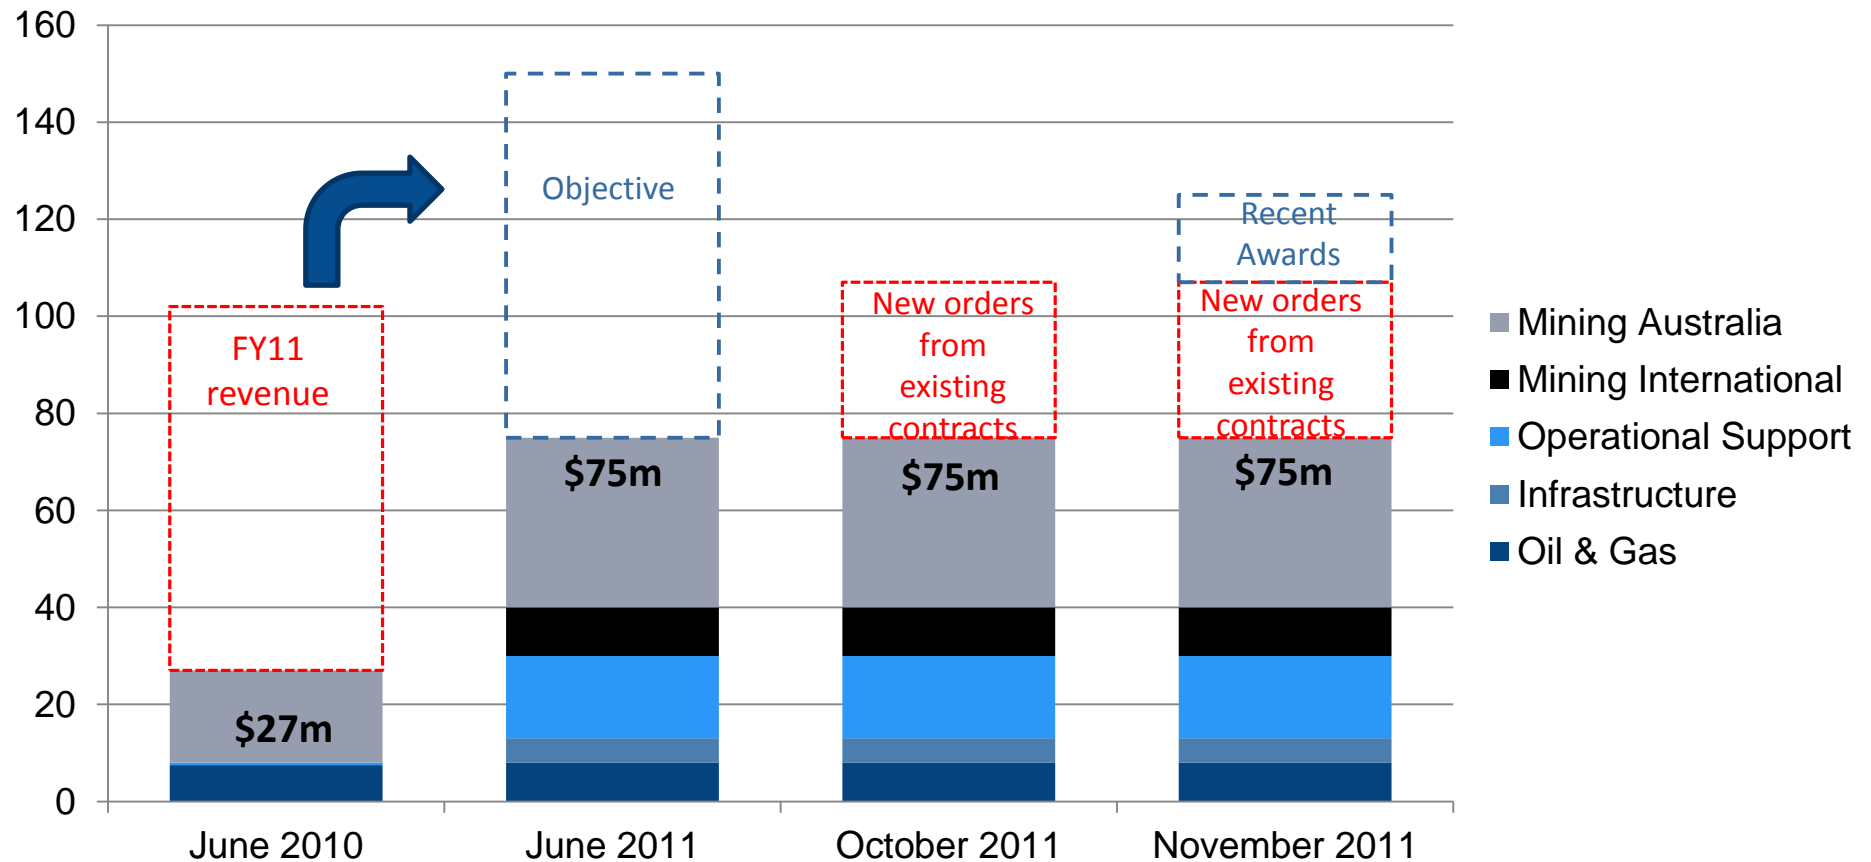 160
140
120
100
80
60
40
20
0
FY11
revenue
$27m
Objective
$75m
New orders
from
existing
contracts
$75m
Recent
Awards
New orders
from
existing
contracts
$75m
June 2010
June 2011
October 2011
November 2011
Mining Australia
Mining International
Operational Support
Infrastructure
Oil & Gas